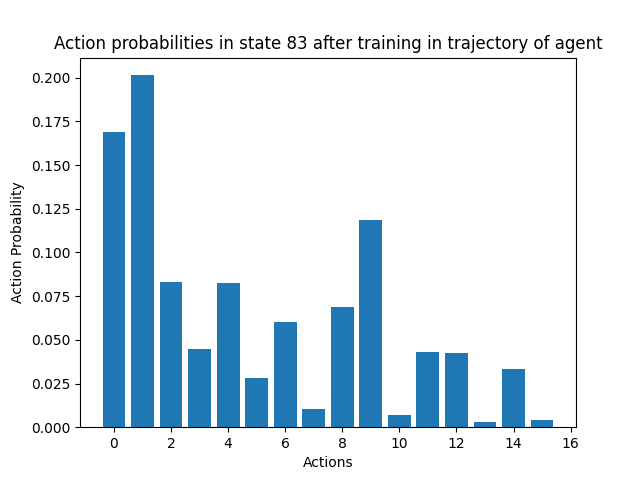 Action probabilities in state 83 after training in trajectory of agent
0.200
0.175
0.150
0.125
0.100
0.075
0.050
0.025
0.000
Action Probability
0 2 4 6 8 10 12 14 16
Actions